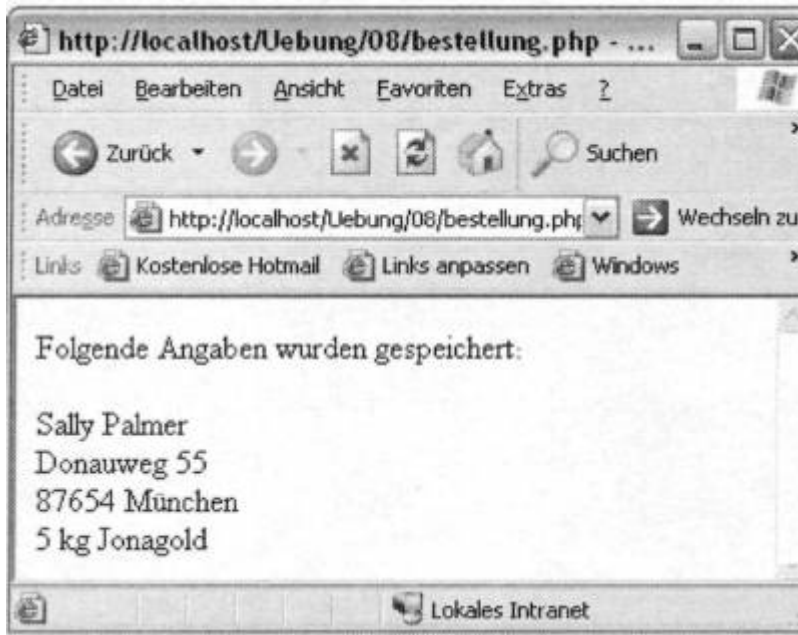 http://localhost/Uebung/08/bestellung.php - ...
Datei Bearbeiten Ansicht Favoriten Extras ?
Zurück Suchen »
Adresse http://localhost/Uebung/08/bestellung.php Wechseln zu
Links Kostenlose Hotmail Links anpassen Windows »
Folgende Angaben wurden gespeichert:
Sally Palmer
Donauweg 55
87654 München
5 kg Jonagold
Lokales Intranet